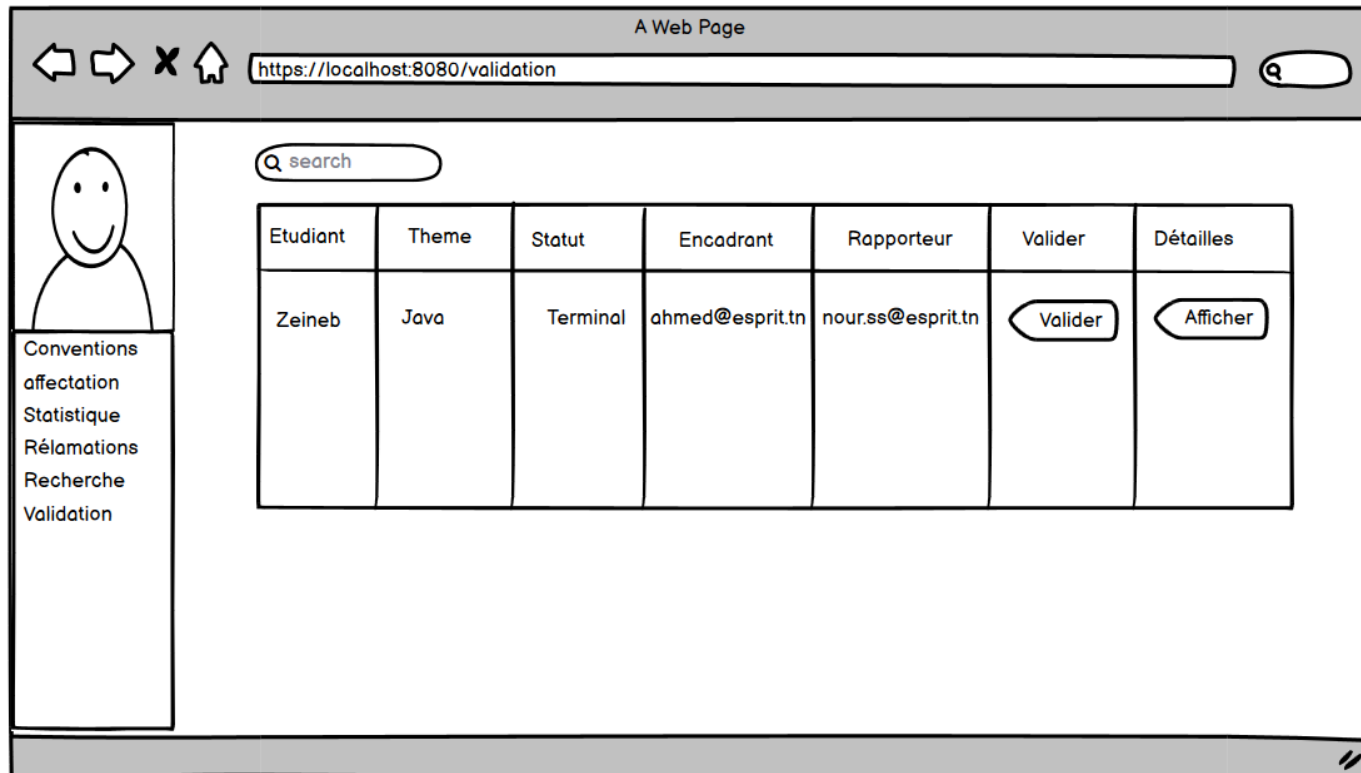 A Web Page
https://localhost:8080/validation
search
Etudiant Theme Statut Encadrant Rapporteur Valider Détailles
Zeineb Java Terminal ahmed@esprit.tn nour.ss@esprit.tn Valider Afficher
Conventions
affectation
Statistique
Rélamations
Recherche
Validation